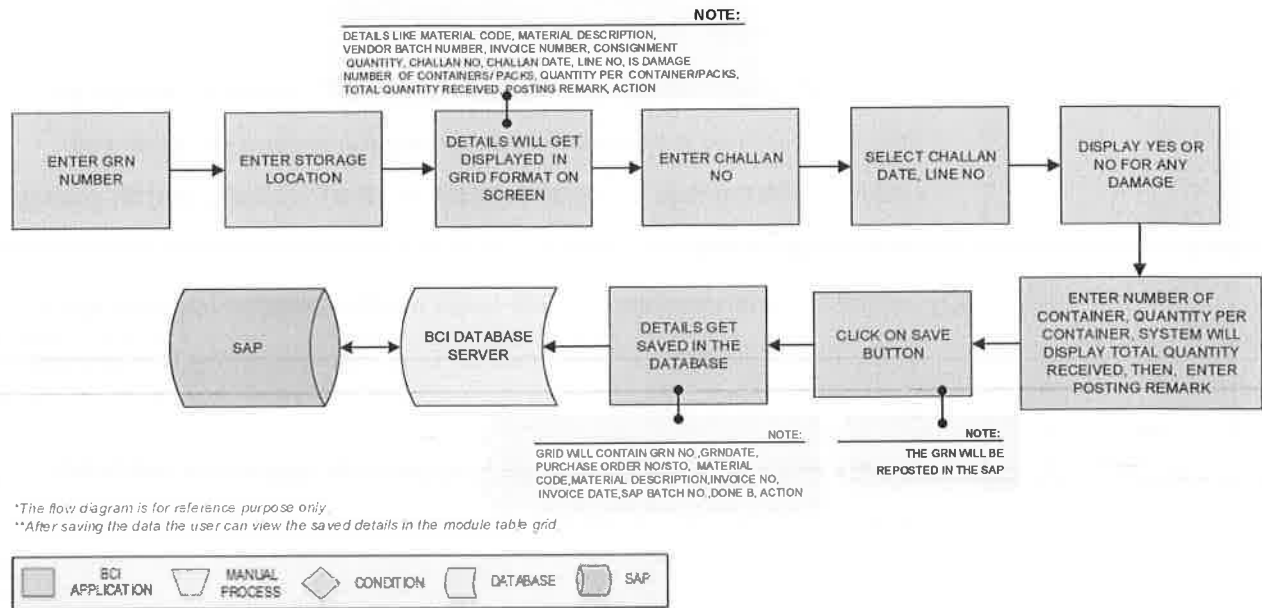 NOTE:
DETAILS LIKE MATERIAL CODE, MATERIAL DESCRIPTION,
VENDOR BATCH NUMBER, INVOICE NUMBER, CONSIGNMENT
QUANTITY, CHALLAN NO, CHALLAN DATE, LINE NO, IS DAMAGE
NUMBER OF CONTAINERS/ PACKS, QUANTITY PER CONTAINER/PACKS,
TOTAL QUANTITY RECEIVED, POSTING REMARK, ACTION
ENTER GRN
NUMBER
ENTER STORAGE
LOCATION
DETAILS WILL GET
DISPLAYED IN
GRID FORMAT ON
SCREEN
ENTER CHALLAN
NO
SELECT CHALLAN
DATE, LINE NO
DISPLAY YES OR
NO FOR ANY
DAMAGE
SAP
BCI DATABASE
SERVER
DETAILS GET
SAVED IN THE
DATABASE
CLICK ON SAVE
BUTTON
ENTER NUMBER OF
CONTAINER, QUANTITY PER
CONTAINER, SYSTEM WILL
DISPLAY TOTAL QUANTITY
RECEIVED, THEN, ENTER
POSTING REMARK
NOTE:
GRID WILL CONTAIN GRN NO.,GRNDATE,
PURCHASE ORDER NO/STO, MATERIAL
CODE,MATERIAL DESCRIPTION,INVOICE NO,
INVOICE DATE,SAP BATCH NO.,DONE B, ACTION
NOTE:
THE GRN WILL BE
REPOSTED IN THE SAP
*The flow diagram is for reference purpose only
**After saving the data the user can view the saved details in the module table grid
BCI
APPLICATION
MANUAL
PROCESS
CONDITION
DATABASE
SAP